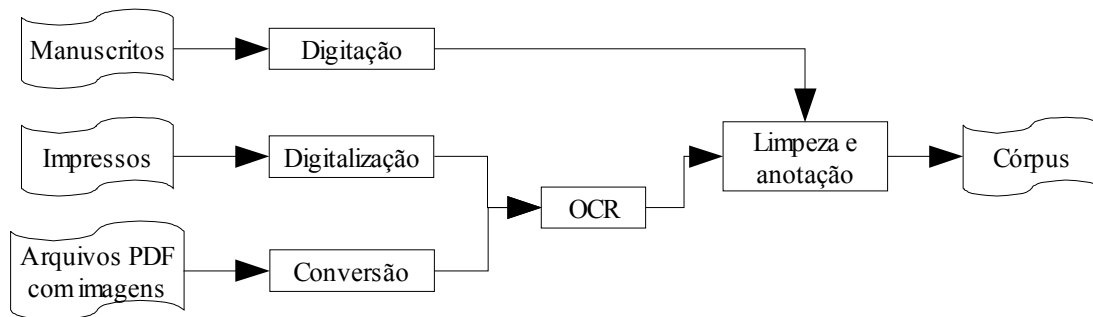 Manuscritos
Digitação
Impressos
Digitalização
Limpeza e
anotação
Córpus
OCR
Arquivos PDF
com imagens
Conversão